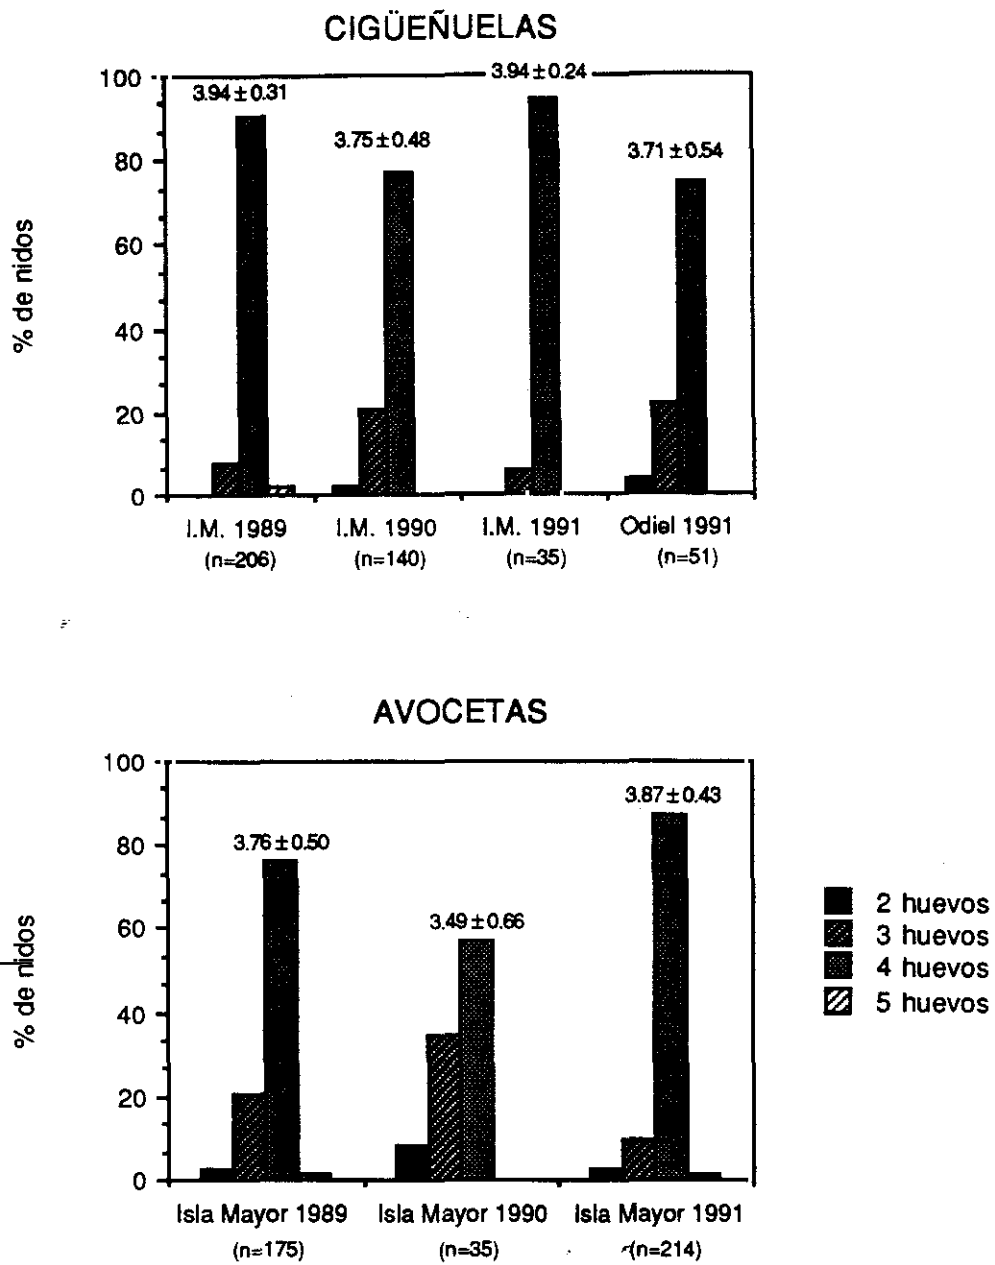 CIGÜEÑUELAS
100
80
60
40
20
0
% de nidos
3.94 ± 0.31
3.75 ± 0.48
3.94 ± 0.24
3.71 ± 0.54
I.M. 1989
I.M. 1990
I.M. 1991
Odiel 1991
(n=206)
(n=140)
(n=35)
(n=51)
AVOCETAS
100
80
60
40
20
0
% de nidos
3.76 ± 0.50
3.49 ± 0.66
3.87 ± 0.43
Isla Mayor 1989
Isla Mayor 1990
Isla Mayor 1991
(n=175)
(n=35)
(n=214)
2 huevos
3 huevos
4 huevos
5 huevos